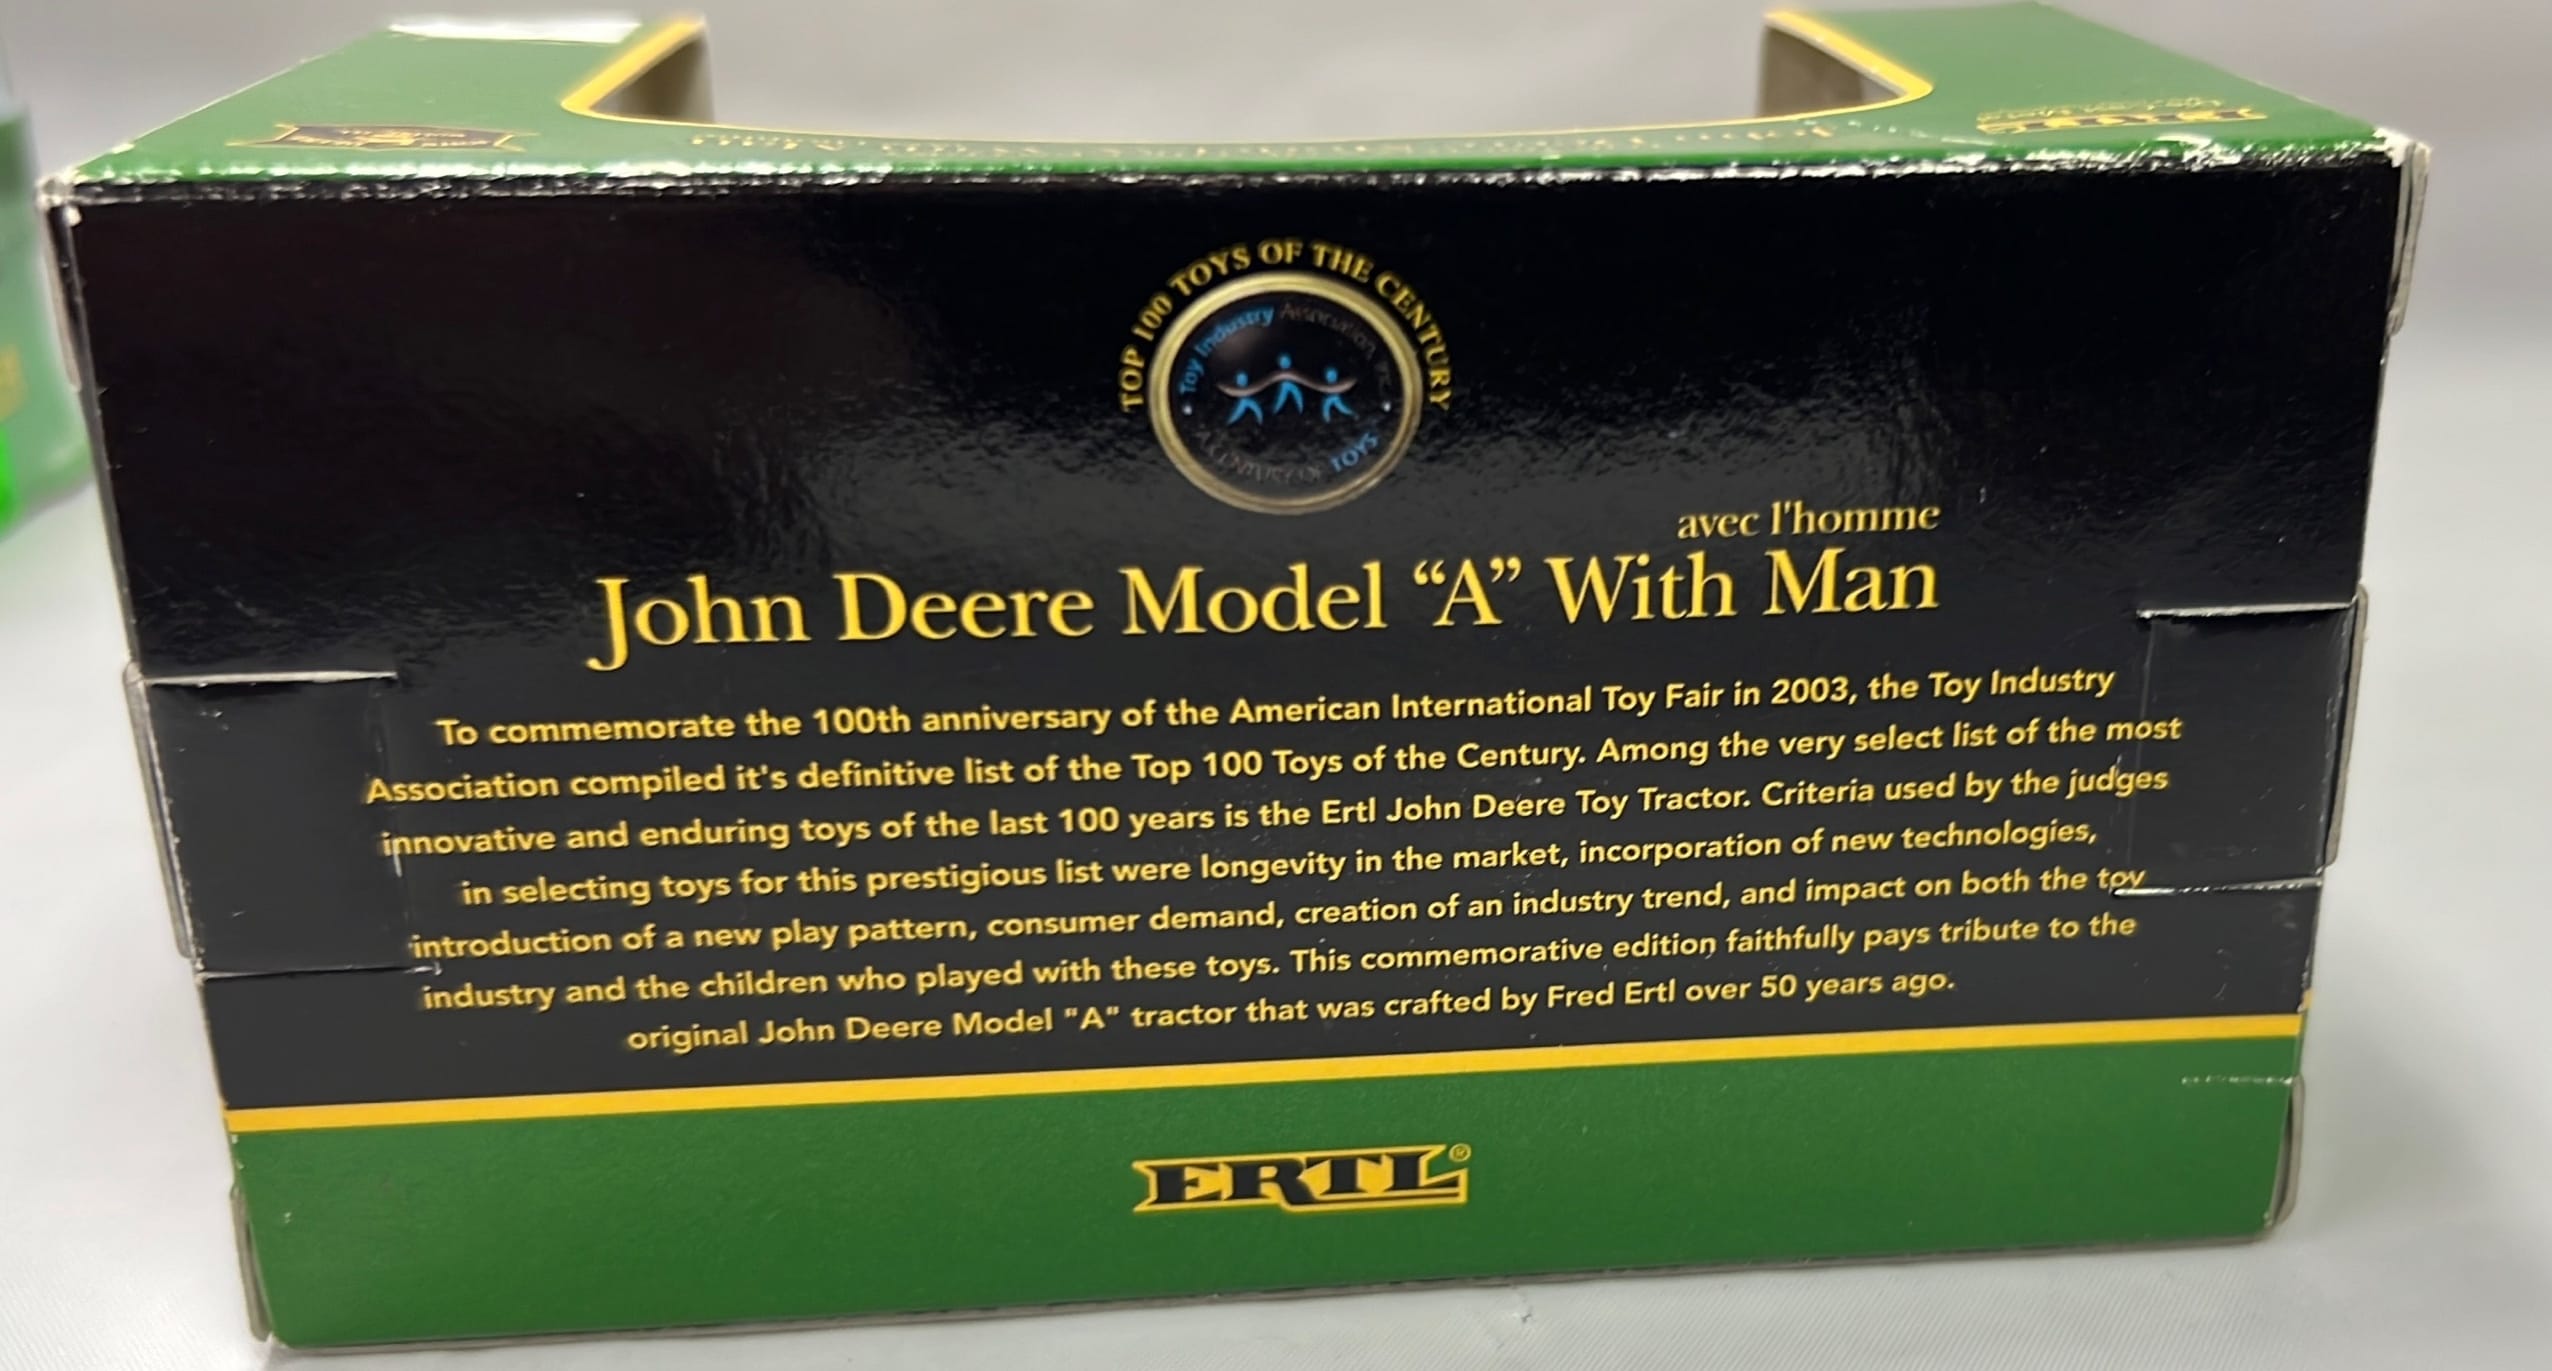 TOP 100 TOYS OF THE CENTURY
Toy Industry Association, Inc.
A CENTURY OF TOYS
avec l'homme
John Deere Model “A” With Man
To commemorate the 100th anniversary of the American International Toy Fair in 2003, the Toy Industry
Association compiled it's definitive list of the Top 100 Toys of the Century. Among the very select list of the most
innovative and enduring toys of the last 100 years is the Ertl John Deere Toy Tractor. Criteria used by the judges
in selecting toys for this prestigious list were longevity in the market, incorporation of new technologies,
introduction of a new play pattern, consumer demand, creation of an industry trend, and impact on both the toy
industry and the children who played with these toys. This commemorative edition faithfully pays tribute to the
original John Deere Model "A" tractor that was crafted by Fred Ertl over 50 years ago.
ERTL®